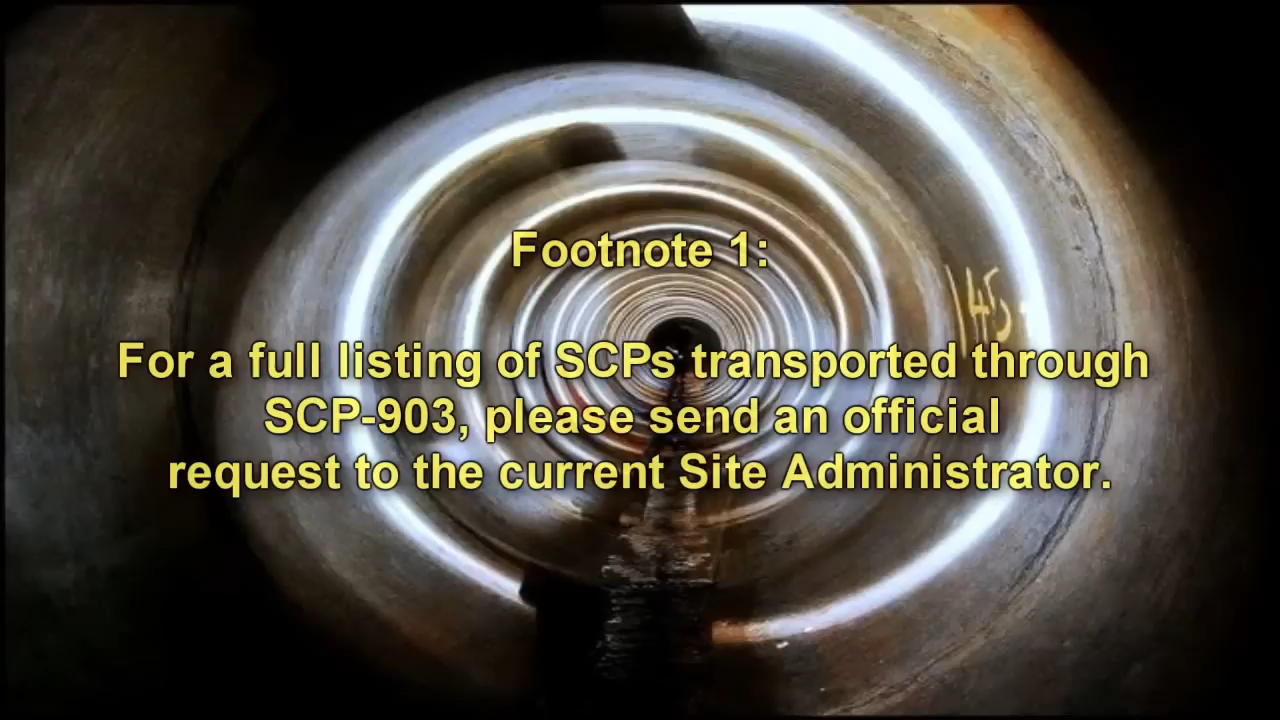 Footnote 1:
For a full listing of SCPs transported through
SCP-903, please send an official
request to the current Site Administrator.